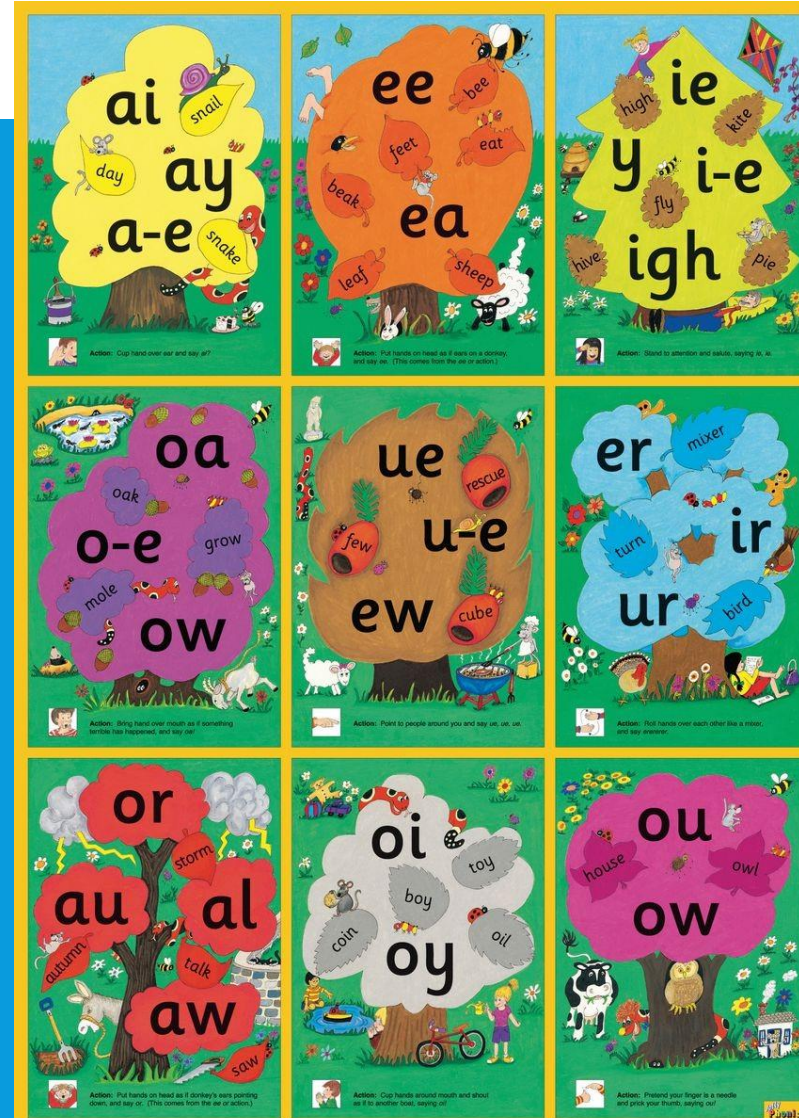 ai
snail
day
ay
a-e
snake
Action: Cup hand over ear and say ai?
ee
bee
feet
eat
beak
ea
leaf
sheep
Action: Put hands on head as if ears on a donkey,
and say ee. (This comes from the ee or action.)
ie
high
kite
y
i-e
fly
igh
hive
pie
Action: Stand to attention and salute, saying ie, ie.
oa
oak
o-e
grow
mole
ow
Action: Bring hand over mouth as if something
terrible has happened, and say oa!
ue
rescue
few
u-e
ew
cube
Action: Point to people around you and say ue, ue, ue.
er
mixer
turn
ir
ur
bird
Action: Roll hands over each other like a mixer,
and say ererer.
or
storm
au
al
autumn
talk
aw
saw
Action: Put hands on head as if donkey's ears pointing
down, and say or. (This comes from the ee or action.)
oi
toy
boy
coin
oil
oy
Action: Cup hands around mouth and shout
as if to another boat, saying oi!
ou
house
owl
ow
Action: Pretend your finger is a needle
and prick your thumb, saying ou!